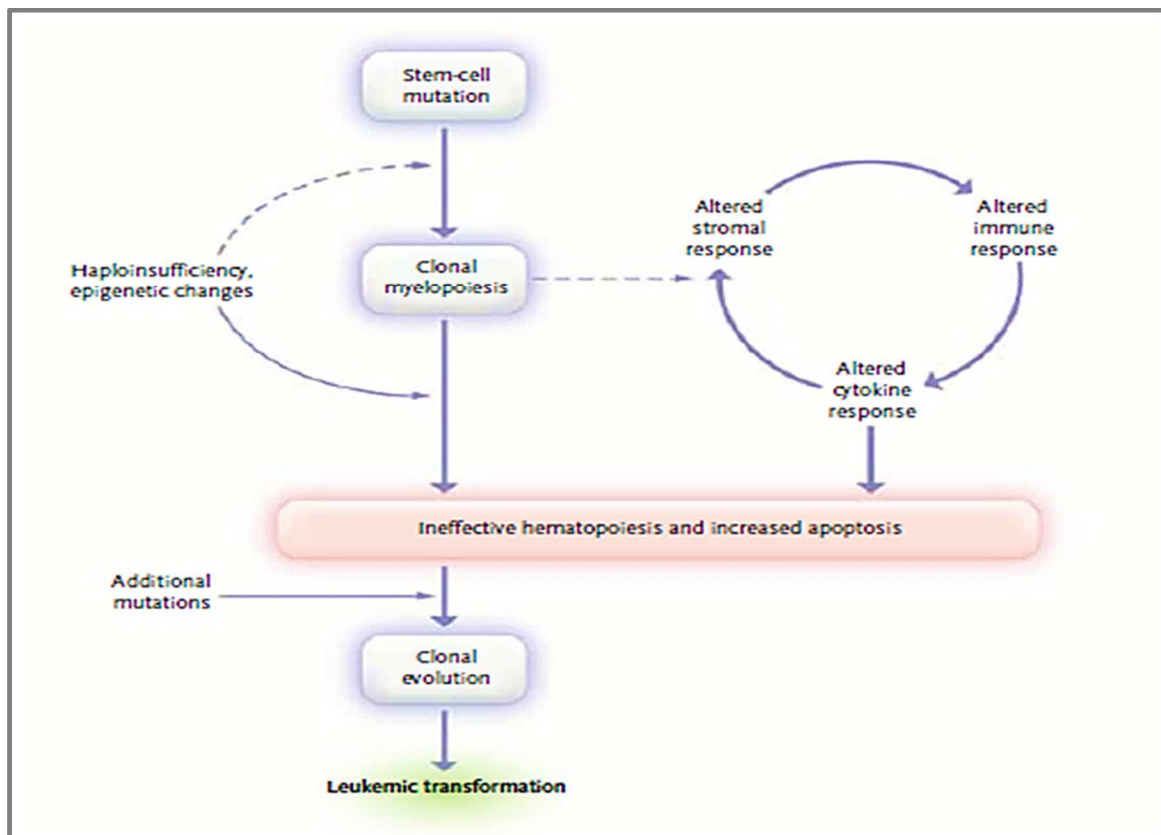 Stem-cell
mutation
Haploinsufficiency,
epigenetic changes
Clonal
myelopoiesis
Altered
stromal
response
Altered
immune
response
Altered
cytokine
response
Ineffective hematopoiesis and increased apoptosis
Additional
mutations
Clonal
evolution
Leukemic transformation